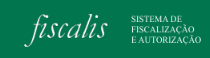 fiscalis
SISTEMA DE
FISCALIZAÇÃO
E AUTORIZAÇÃO